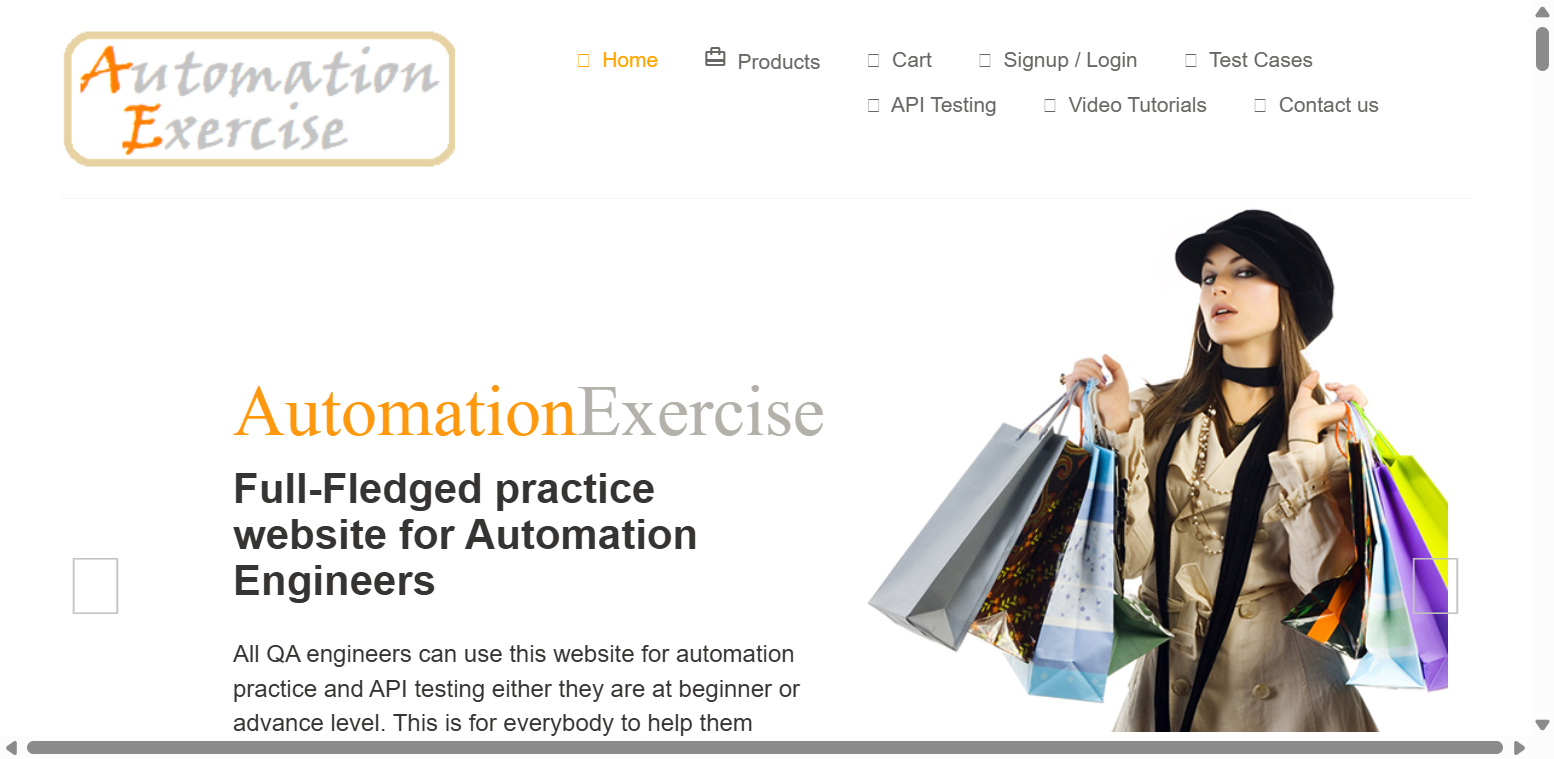 Automation
Exercise
Home Products Cart Signup / Login Test Cases
API Testing Video Tutorials Contact us
AutomationExercise
Full-Fledged practice
website for Automation
Engineers
All QA engineers can use this website for automation
practice and API testing either they are at beginner or
advance level. This is for everybody to help them